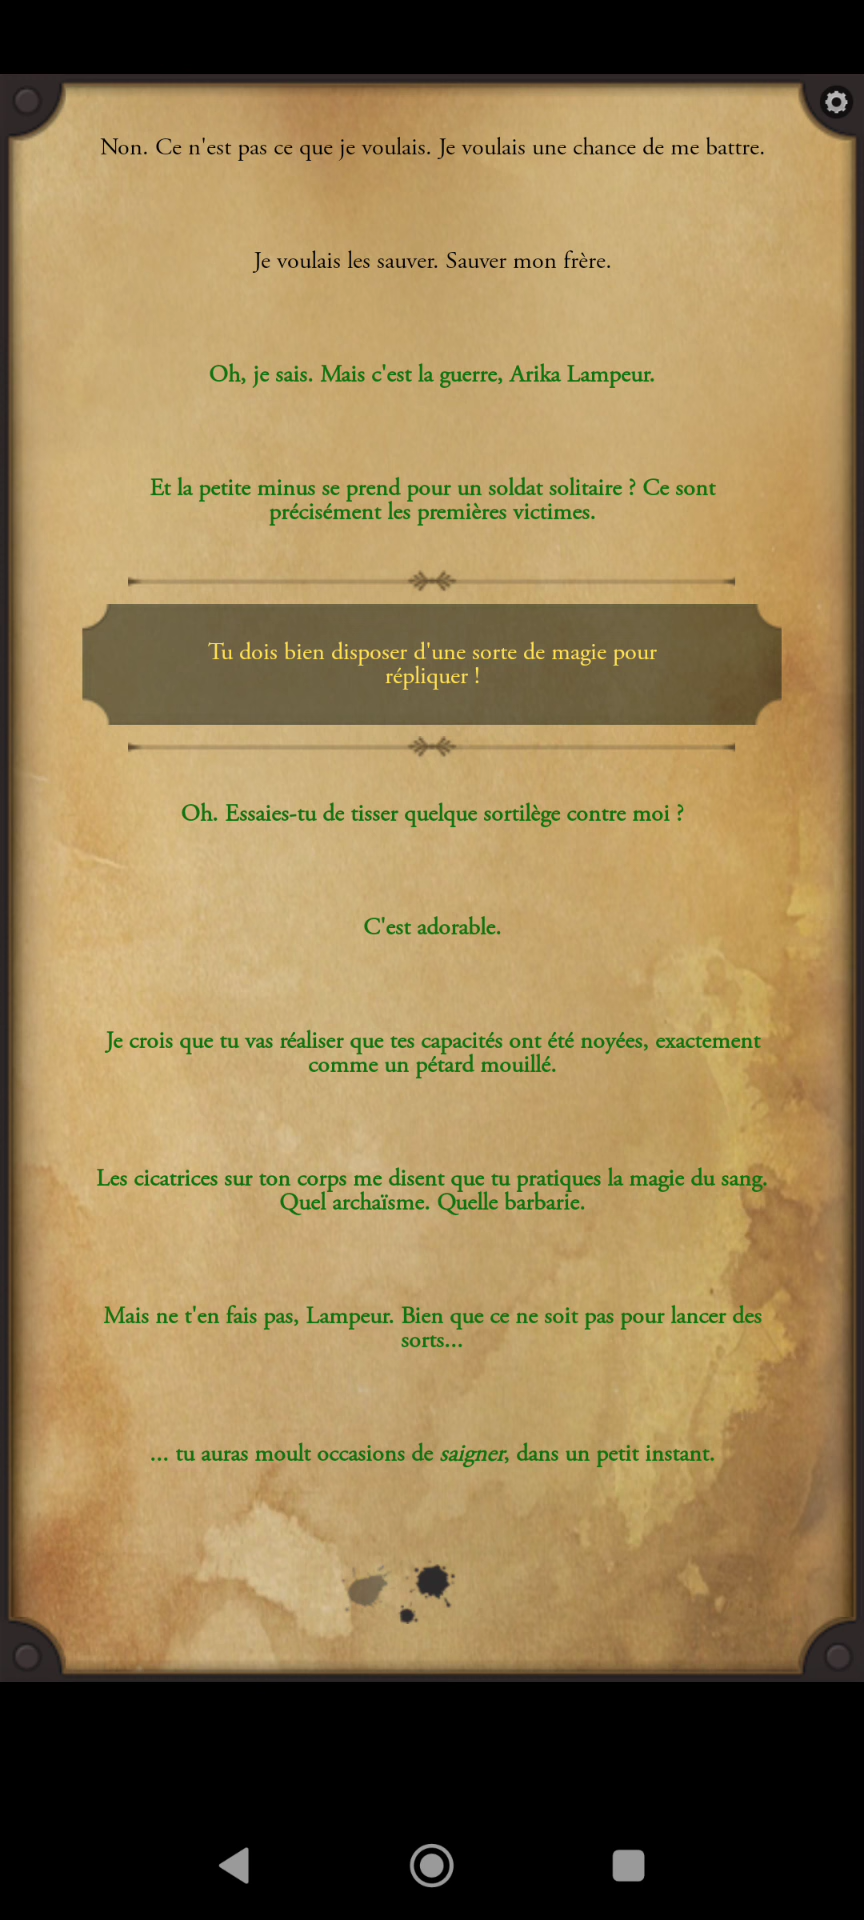 Non. Ce n'est pas ce que je voulais. Je voulais une chance de me battre.
Je voulais les sauver. Sauver mon frère.
Oh, je sais. Mais c'est la guerre, Arika Lampeur.
Et la petite minus se prend pour un soldat solitaire ? Ce sont
précisément les premières victimes.
Tu dois bien disposer d'une sorte de magie pour
répliquer !
Oh. Essaies-tu de tisser quelque sortilège contre moi ?
C'est adorable.
Je crois que tu vas réaliser que tes capacités ont été noyées, exactement
comme un pétard mouillé.
Les cicatrices sur ton corps me disent que tu pratiques la magie du sang.
Quel archaïsme. Quelle barbarie.
Mais ne t'en fais pas, Lampeur. Bien que ce ne soit pas pour lancer des
sorts...
... tu auras moult occasions de saigner, dans un petit instant.